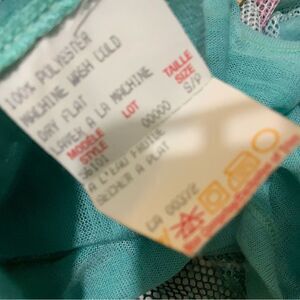 100% POLYESTER
MACHINE WASH COLD
DRY FLAT
LAVER A LA MACHINE
A L'EAU FROIDE
SECHER A PLAT
MODELE STYLE
LOT
00000
TAILLE SIZE
S/P
CA